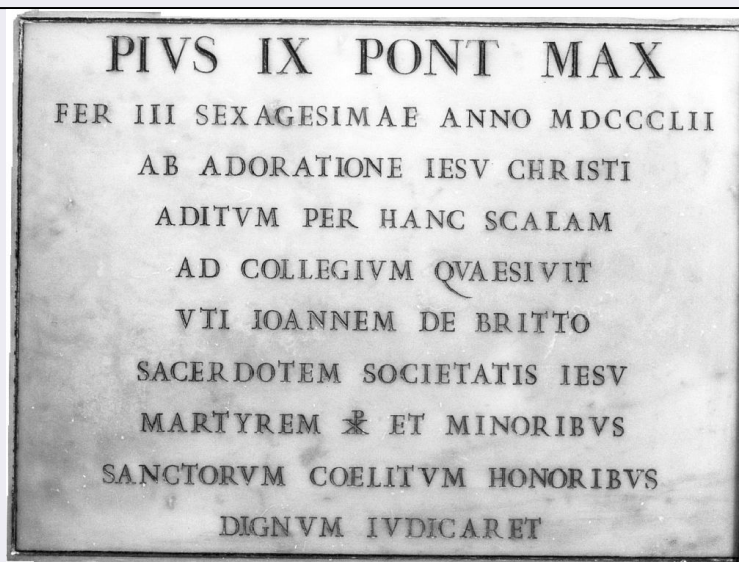 PIVS IX PONT MAX
FER III SEXAGESIMAE ANNO MDCCCLII
AB ADORATIONE IESV CHRISTI
ADITVM PER HANC SCALAM
AD COLLEGIVM QVAESIVIT
VTI IOANNEM DE BRITTO
SACERDOTEM SOCIETATIS IESV
MARTYREM ☧ ET MINORIBVS
SANCTORVM COELITVM HONORIBVS
DIGNVM IVDICARET